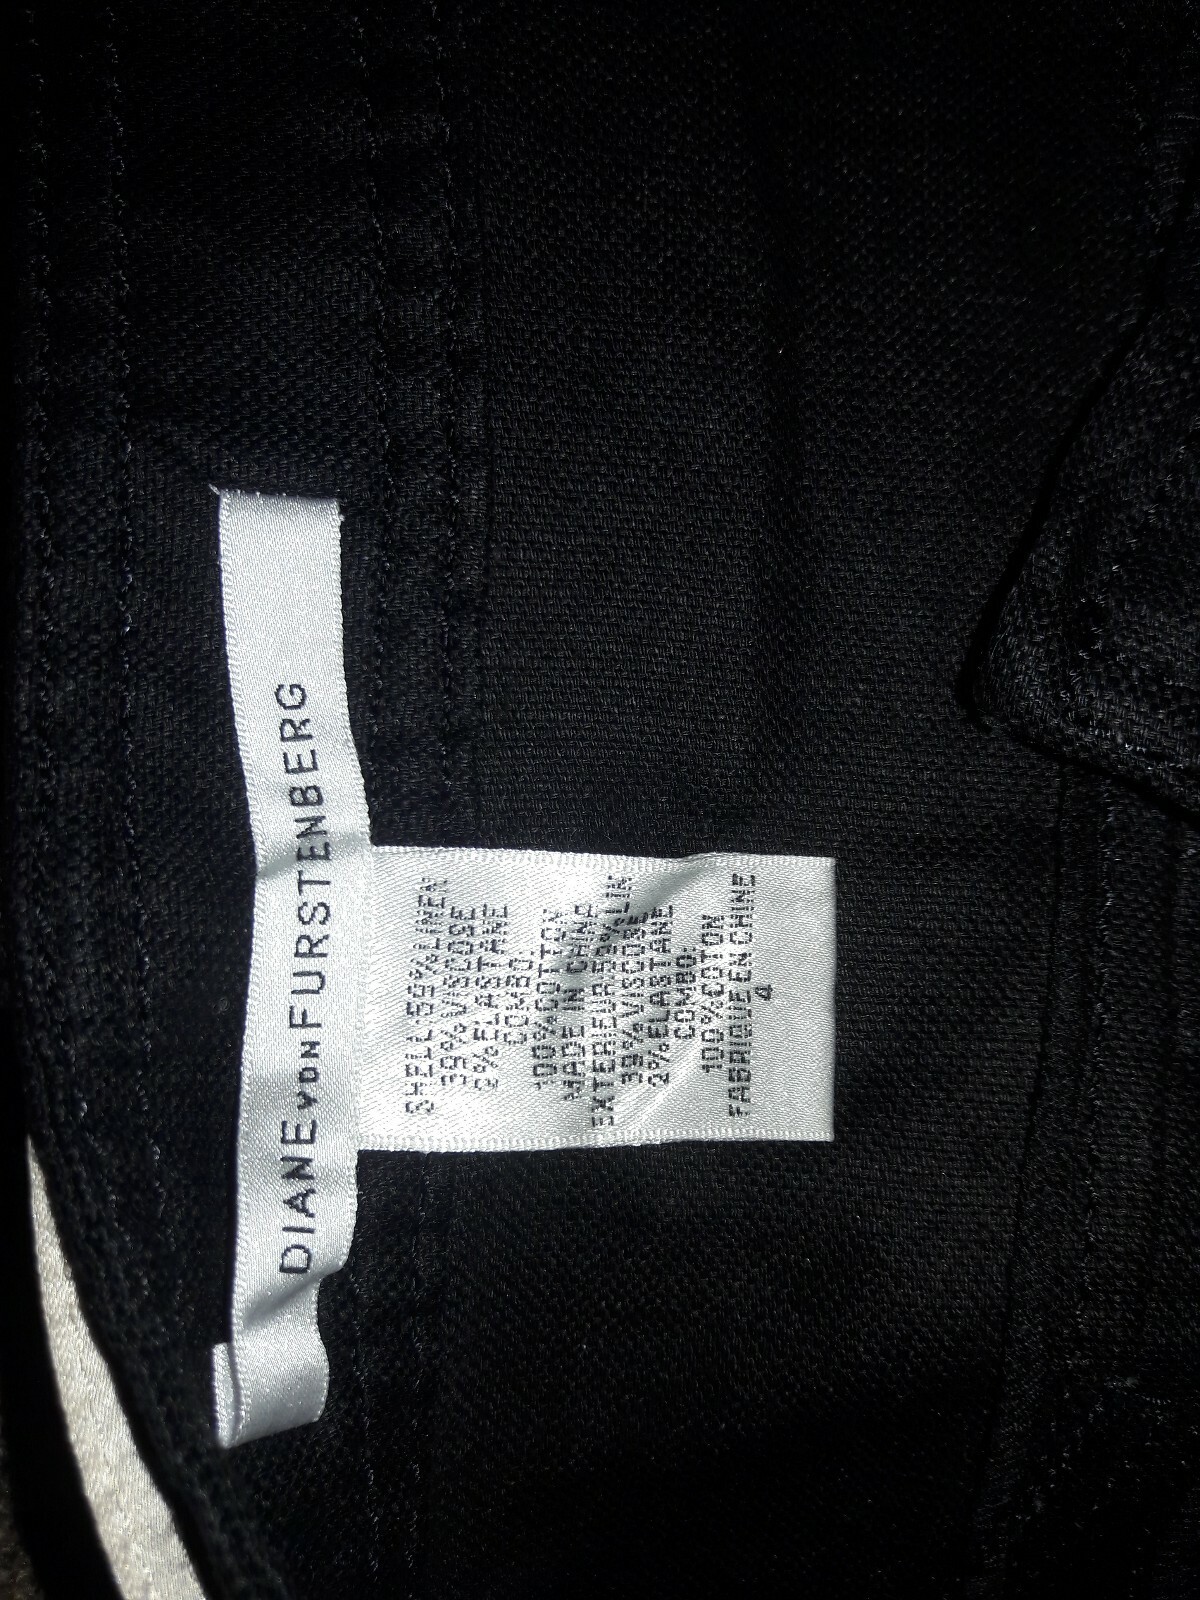 DIANE VON FURSTENBERG
SHELL:59%LINEN
39%VISCOSE
2%ELASTANE
COMBO:
100%COTTON
MADE IN CHINE
EXTERIEUR:59%LIN
39%VISCOSE
2%ELASTANE
COMBO:
100%COTON
FABRIQUE EN CHINE
4